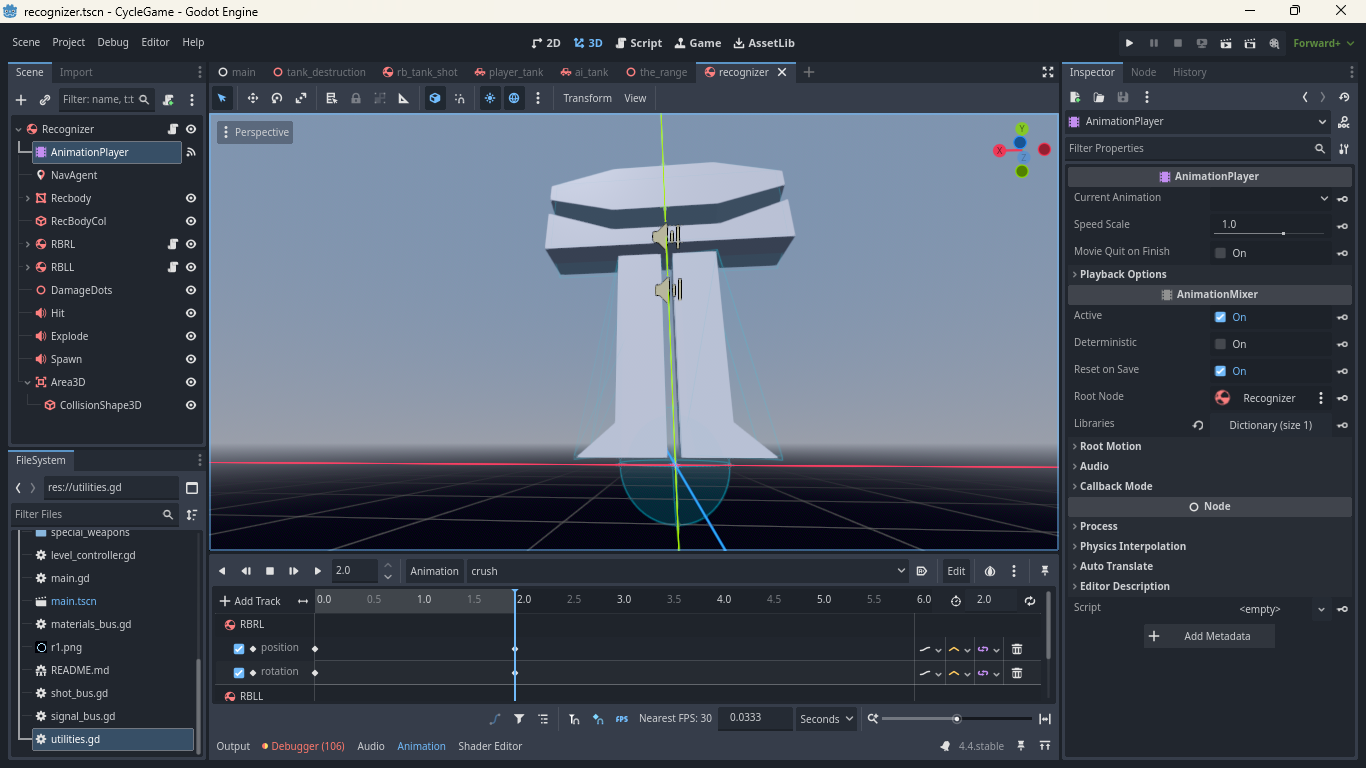 recognizer.tscn - CycleGame - Godot Engine
Scene Project Debug Editor Help
2D 3D Script Game AssetLib
Forward+
Scene Import
main tank_destruction rb_tank_shot player_tank ai_tank the_range recognizer
Inspector Node History
Filter: name, t:t
Transform View
Recognizer
AnimationPlayer
NavAgent
Recbody
RecBodyCol
RBRL
RBLL
DamageDots
Hit
Explode
Spawn
Area3D
CollisionShape3D
FileSystem
res://utilities.gd
Filter Files
special_weapons
level_controller.gd
main.gd
main.tscn
materials_bus.gd
r1.png
README.md
shot_bus.gd
signal_bus.gd
utilities.gd
Perspective
Y
X
Z
2.0 Animation crush Edit
Add Track 0.0 0.5 1.0 1.5 2.0 2.5 3.0 3.5 4.0 4.5 5.0 5.5 6.0 2.0
RBRL
position
rotation
RBLL
FPS Nearest FPS: 30 0.0333 Seconds
Output Debugger (106) Audio Animation Shader Editor 4.4.stable
AnimationPlayer
DOC
Filter Properties
AnimationPlayer
Current Animation
Speed Scale 1.0
Movie Quit on Finish On
Playback Options
AnimationMixer
Active On
Deterministic On
Reset on Save On
Root Node Recognizer
Libraries Dictionary (size 1)
Root Motion
Audio
Callback Mode
Node
Process
Physics Interpolation
Auto Translate
Editor Description
Script <empty>
Add Metadata